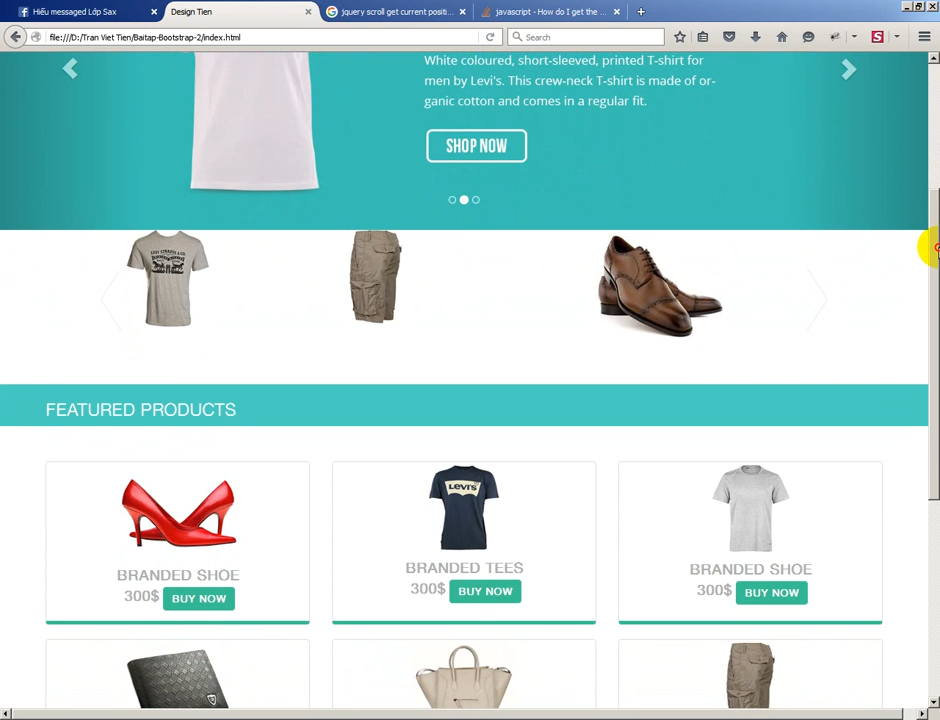 Hiếu messaged Lớp Sax
Design Tien
jquery scroll get current positi...
javascript - How do I get the ...
file:///D:/Tran Viet Tien/Baitap-Bootstrap-2/index.html
Search
White coloured, short-sleeved, printed T-shirt for
men by Levi's. This crew-neck T-shirt is made of or-
ganic cotton and comes in a regular fit.
SHOP NOW
LEVI STRAUSS & CO
FEATURED PRODUCTS
Levi's
BRANDED SHOE
300$ BUY NOW
BRANDED TEES
300$ BUY NOW
BRANDED SHOE
300$ BUY NOW